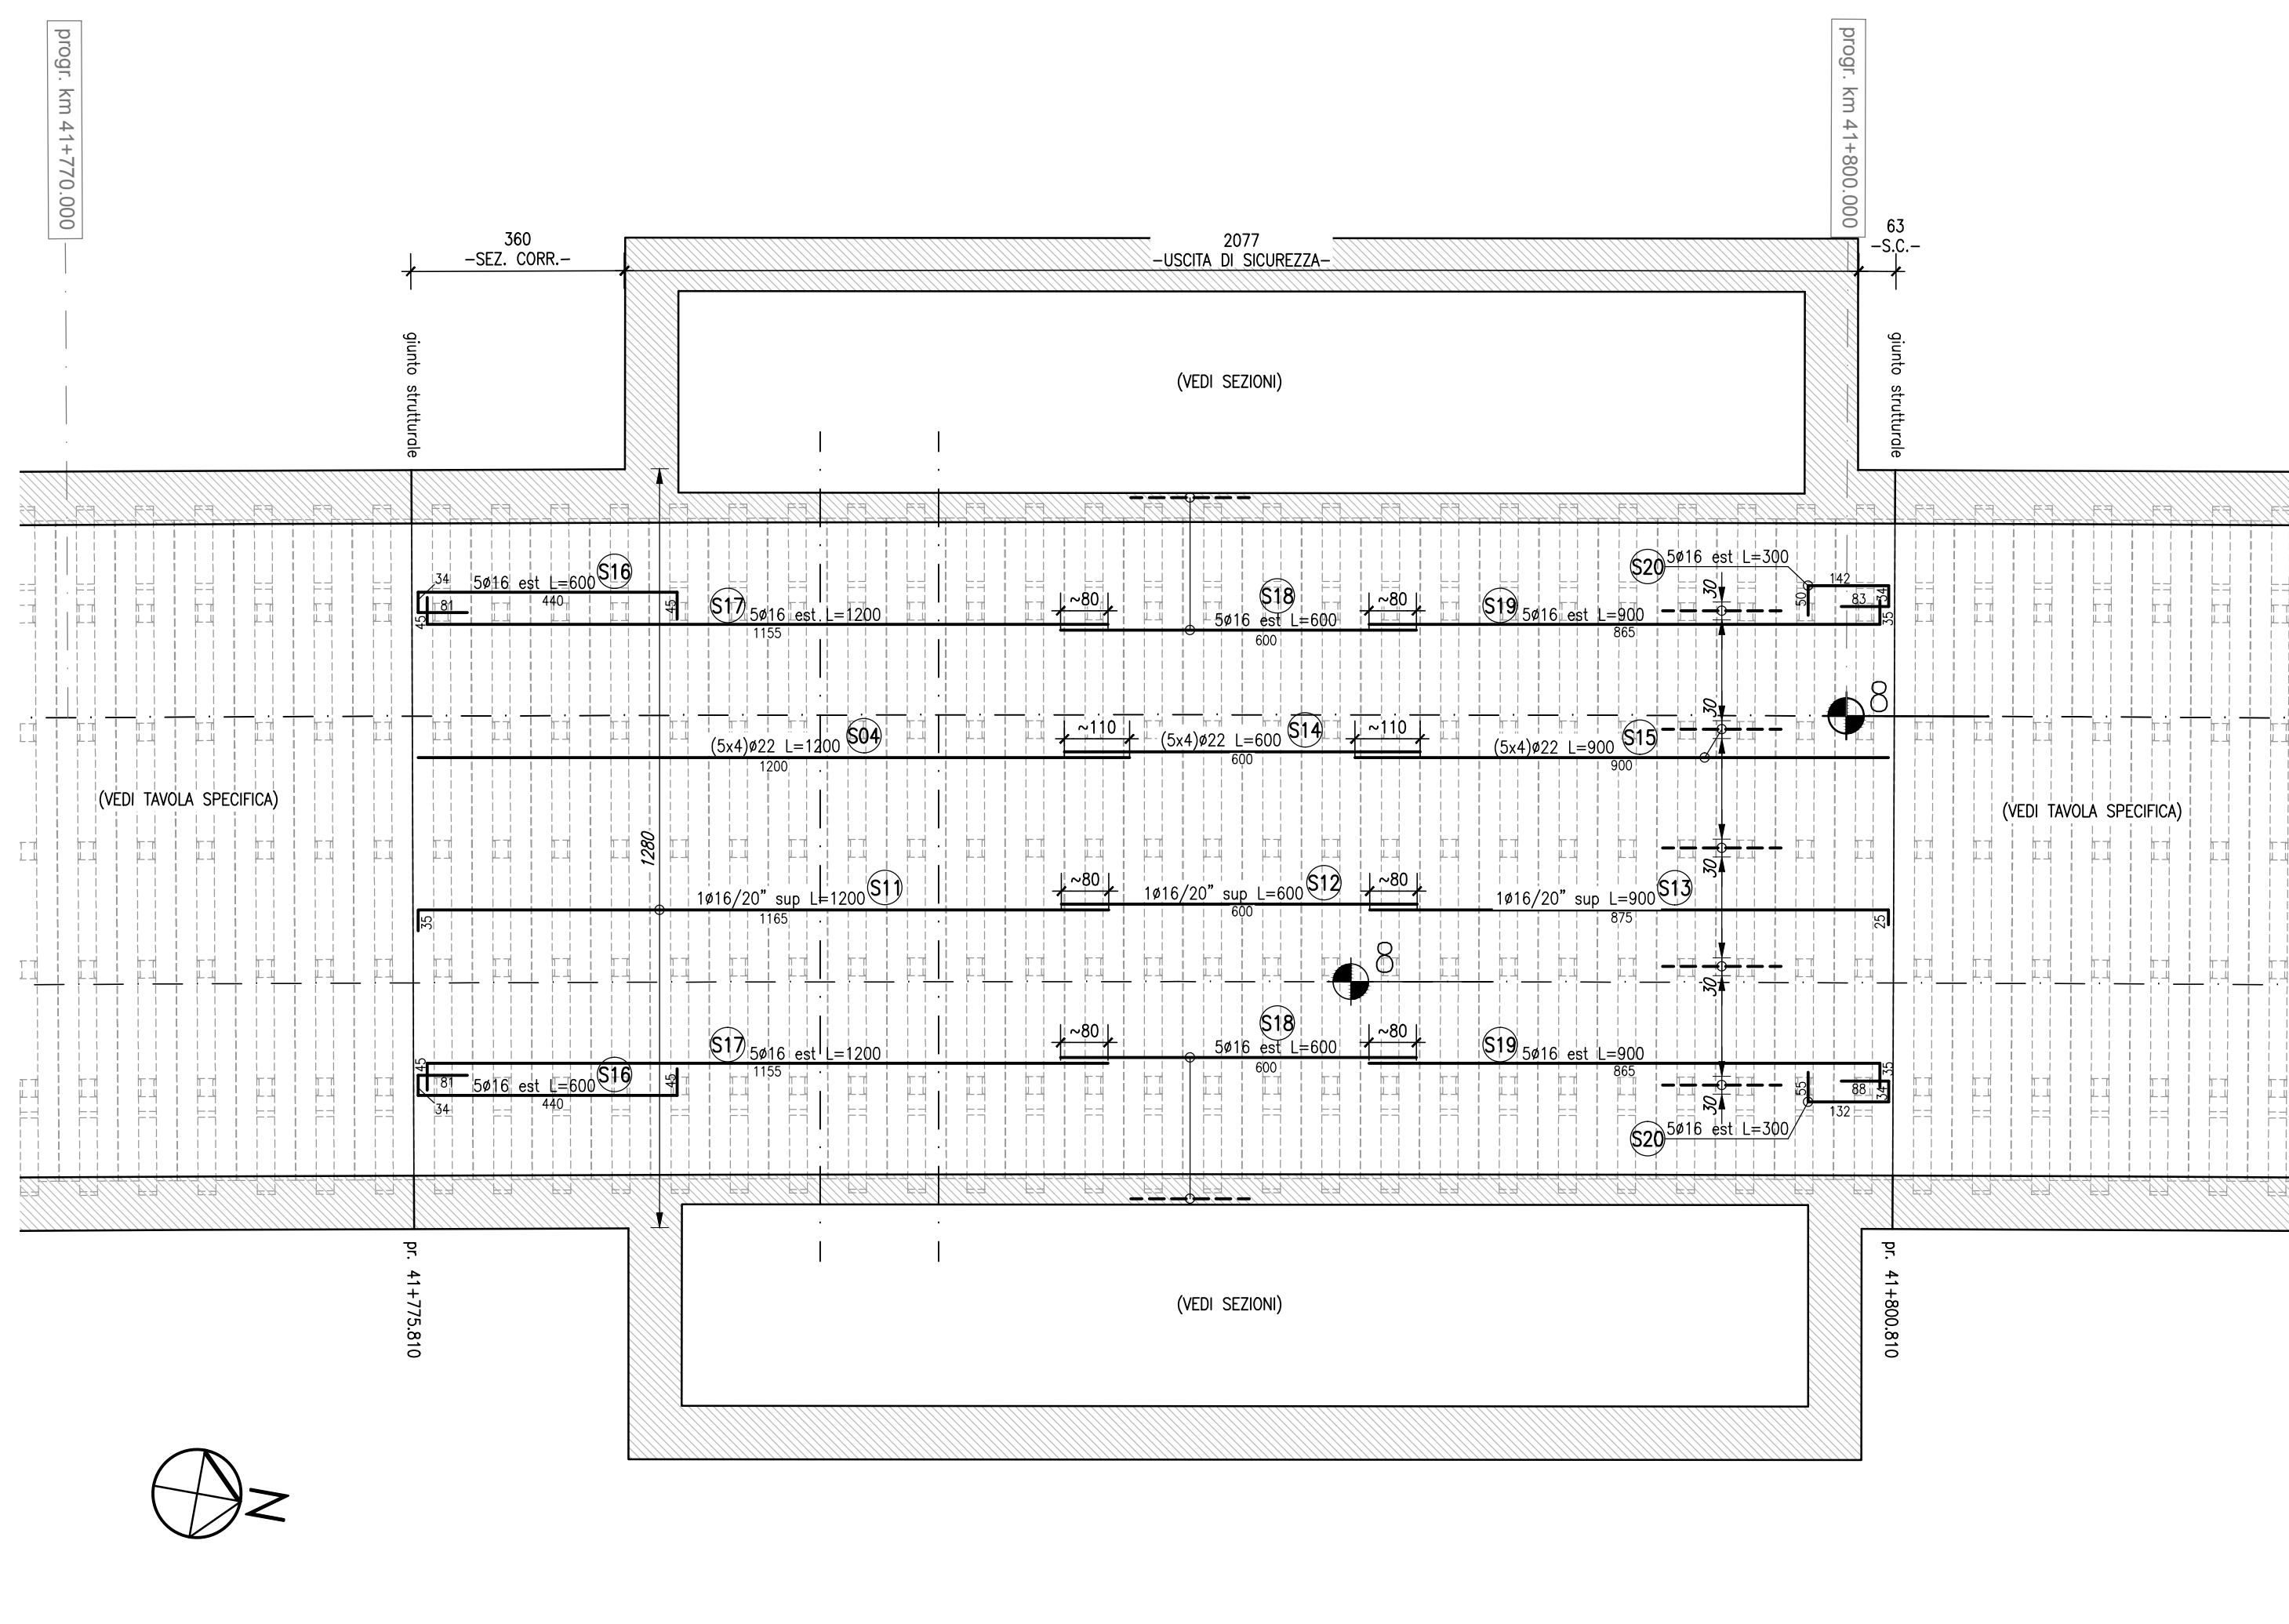 progr. km 41+770.000
progr. km 41+800.000
360
-SEZ. CORR.-
2077
-USCITA DI SICUREZZA-
63
-S.C.-
giunto strutturale
giunto strutturale
(VEDI SEZIONI)
34
5ø16 est L=600
S16
81
440
45
45
S17
5ø16 est L=1200
1155
~80
S18
5ø16 est L=600
600
~80
S19
5ø16 est L=900
865
S20
5ø16 est L=300
30
142
50
83
34
35
30
8
(5x4)ø22 L=1200
S04
1200
~110
(5x4)ø22 L=600
S14
600
~110
(5x4)ø22 L=900
S15
900
(VEDI TAVOLA SPECIFICA)
(VEDI TAVOLA SPECIFICA)
1280
30
1ø16/20" sup L=1200
S11
1165
35
~80
1ø16/20" sup L=600
S12
600
~80
1ø16/20" sup L=900
S13
875
25
8
30
S17
5ø16 est L=1200
1155
45
81
34
5ø16 est L=600
S16
440
45
~80
S18
5ø16 est L=600
600
~80
S19
5ø16 est L=900
865
35
30
55
88
34
132
S20
5ø16 est L=300
pr. 41+775.810
pr. 41+800.810
(VEDI SEZIONI)
N